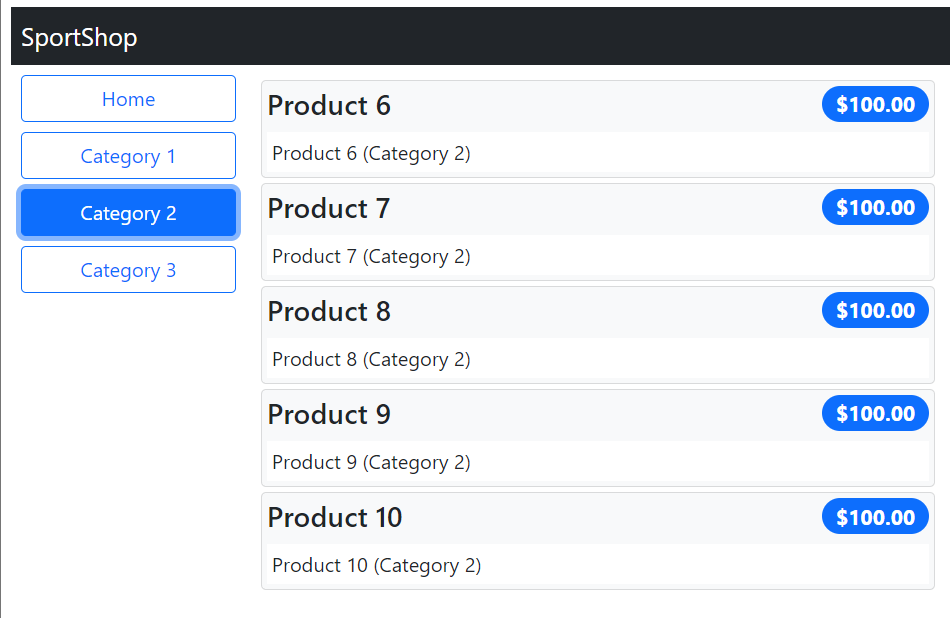 SportShop
Home
Category 1
Category 2
Category 3
Product 6 $100.00
Product 6 (Category 2)
Product 7 $100.00
Product 7 (Category 2)
Product 8 $100.00
Product 8 (Category 2)
Product 9 $100.00
Product 9 (Category 2)
Product 10 $100.00
Product 10 (Category 2)